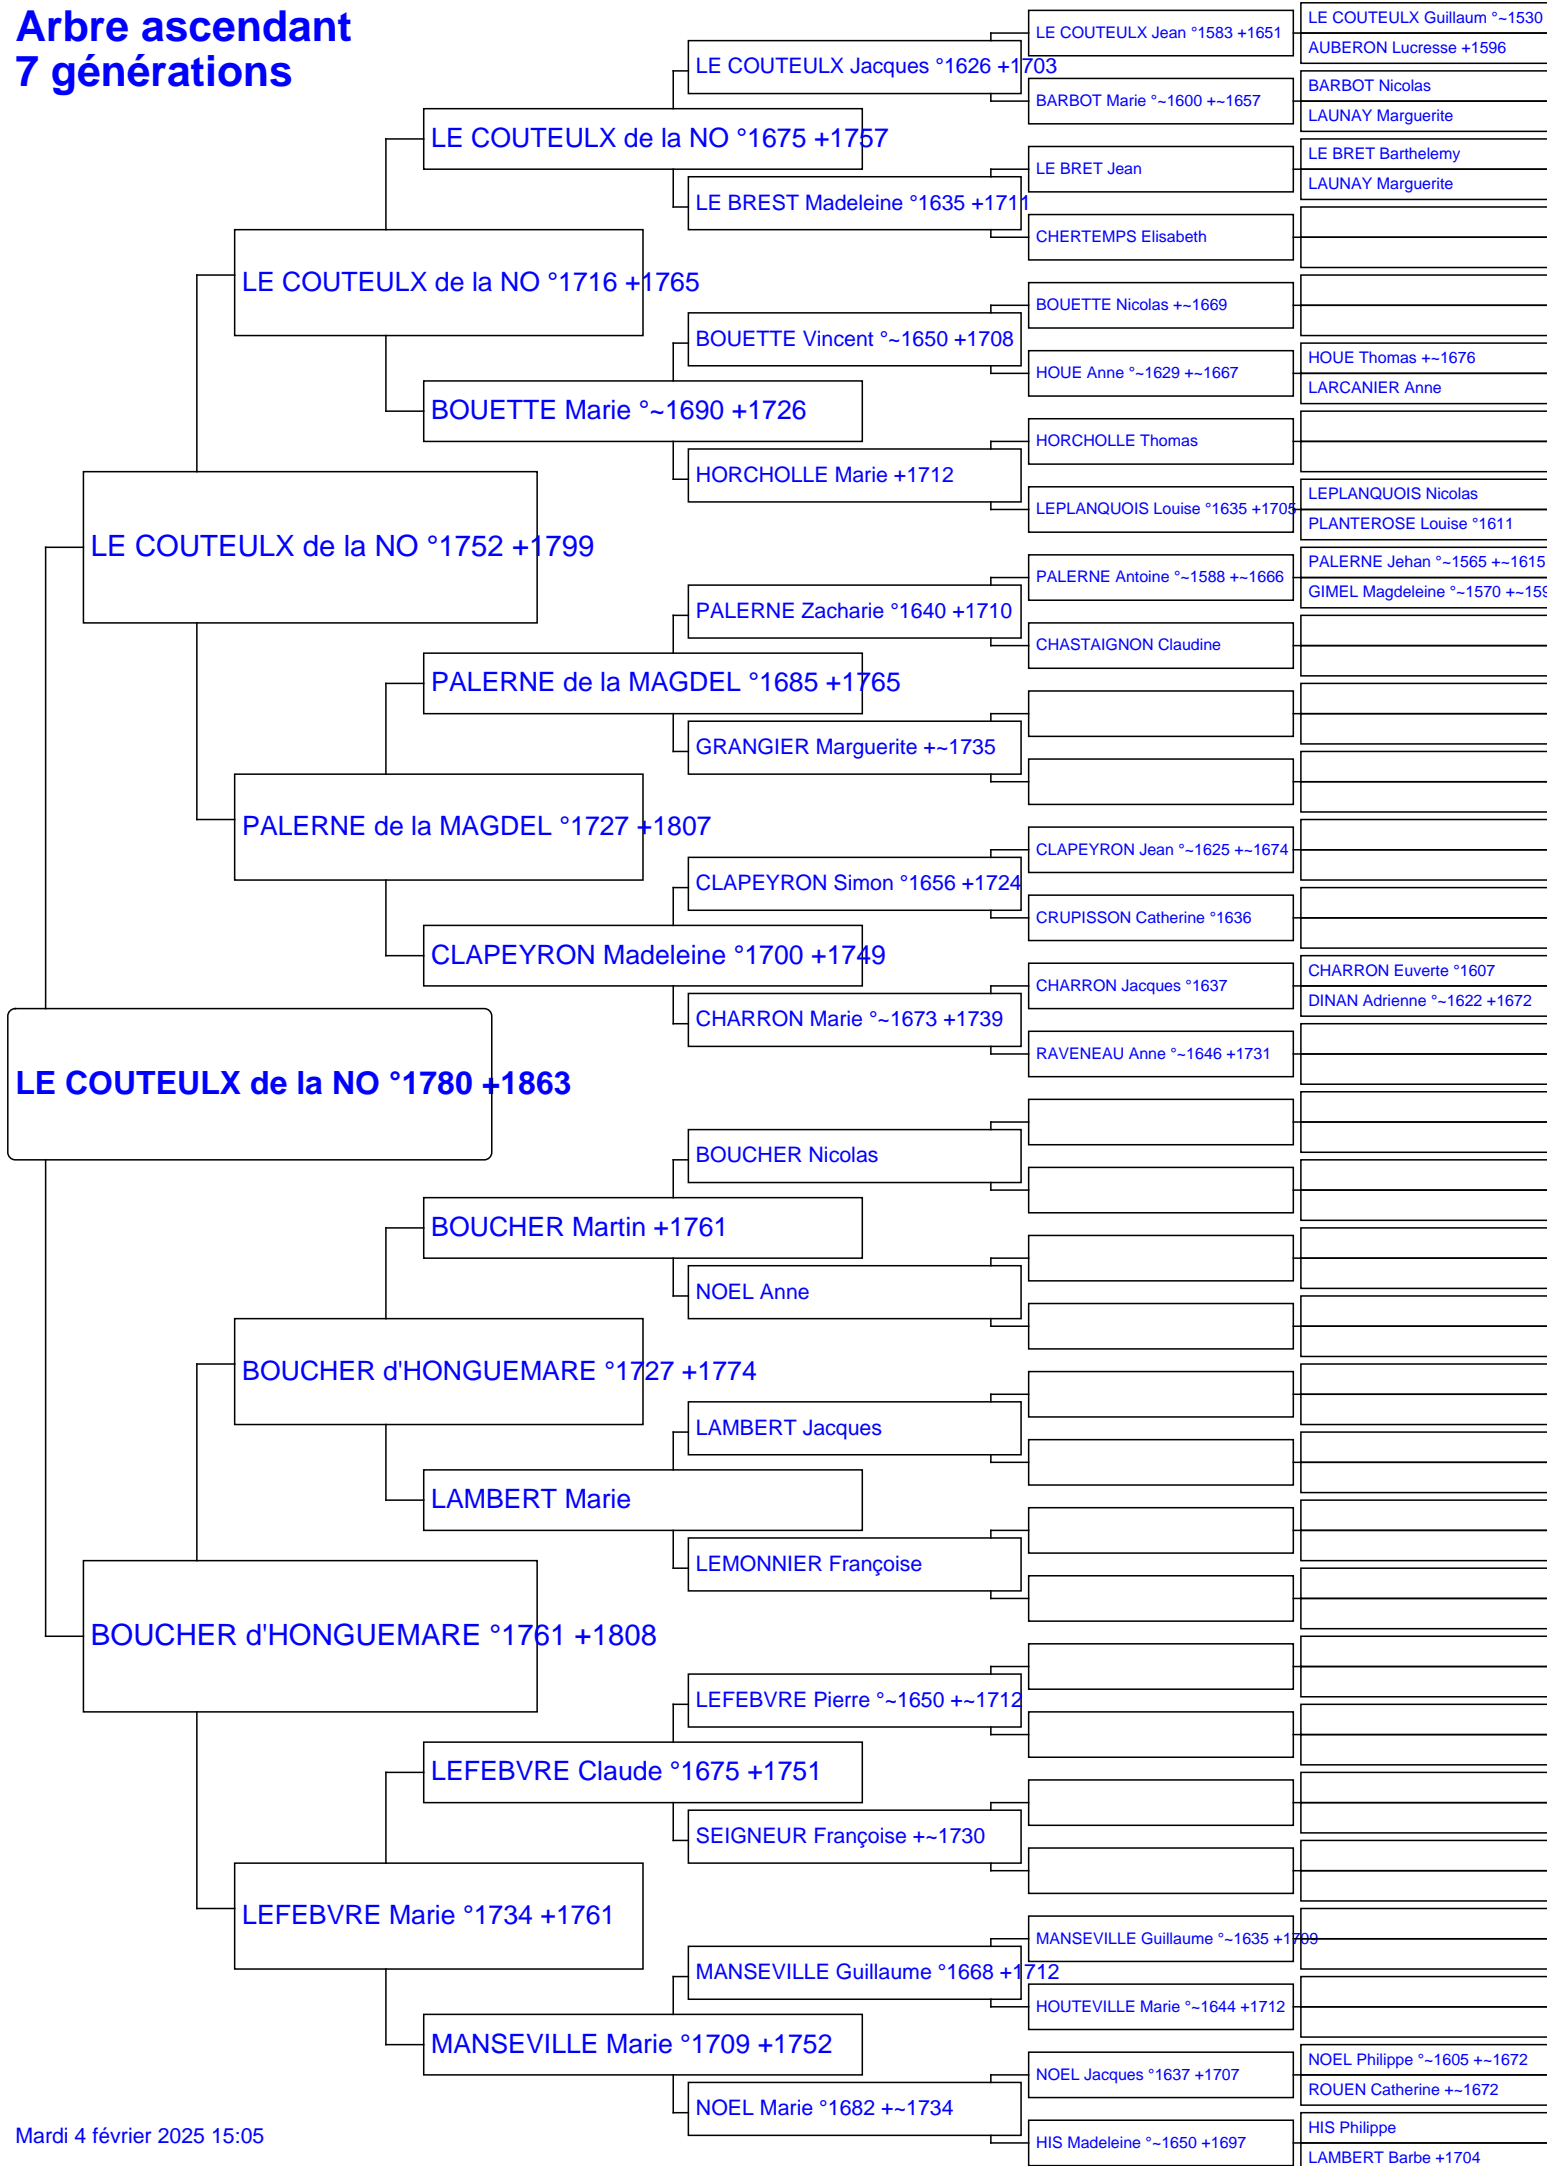 Arbre ascendant
7 générations
LE COUTEULX de la NO °1780 +1863
LE COUTEULX de la NO °1752 +1799
BOUCHER d'HONGUEMARE °1761 +1808
LE COUTEULX de la NO °1716 +1765
PALERNE de la MAGDEL °1727 +1807
BOUCHER d'HONGUEMARE °1727 +1774
LEFEBVRE Marie °1734 +1761
LE COUTEULX de la NO °1675 +1757
BOUETTE Marie °~1690 +1726
PALERNE de la MAGDEL °1685 +1765
CLAPEYRON Madeleine °1700 +1749
BOUCHER Martin +1761
LAMBERT Marie
LEFEBVRE Claude °1675 +1751
MANSEVILLE Marie °1709 +1752
LE COUTEULX Jacques °1626 +1703
LE BREST Madeleine °1635 +1711
BOUETTE Vincent °~1650 +1708
HORCHOLLE Marie +1712
PALERNE Zacharie °1640 +1710
GRANGIER Marguerite +~1735
CLAPEYRON Simon °1656 +1724
CHARRON Marie °~1673 +1739
BOUCHER Nicolas
NOEL Anne
LAMBERT Jacques
LEMONNIER Françoise
LEFEBVRE Pierre °~1650 +~1712
SEIGNEUR Françoise +~1730
MANSEVILLE Guillaume °1668 +1712
NOEL Marie °1682 +~1734
LE COUTEULX Jean °1583 +1651
BARBOT Marie °~1600 +~1657
LE BRET Jean
CHERTEMPS Elisabeth
BOUETTE Nicolas +~1669
HOUE Anne °~1629 +~1667
HORCHOLLE Thomas
LEPLANQUOIS Louise °1635 +1705
PALERNE Antoine °~1588 +~1666
CHASTAIGNON Claudine
CLAPEYRON Jean °~1625 +~1674
CRUPISSON Catherine °1636
CHARRON Jacques °1637
RAVENEAU Anne °~1646 +1731
MANSEVILLE Guillaume °~1635 +1709
HOUTEVILLE Marie °~1644 +1712
NOEL Jacques °1637 +1707
HIS Madeleine °~1650 +1697
LE COUTEULX Guillaum °~1530
AUBERON Lucresse +1596
BARBOT Nicolas
LAUNAY Marguerite
LE BRET Barthelemy
LAUNAY Marguerite
HOUE Thomas +~1676
LARCANIER Anne
LEPLANQUOIS Nicolas
PLANTEROSE Louise °1611
PALERNE Jehan °~1565 +~1615
GIMEL Magdeleine °~1570 +~159
CHARRON Euverte °1607
DINAN Adrienne °~1622 +1672
NOEL Philippe °~1605 +~1672
ROUEN Catherine +~1672
HIS Philippe
LAMBERT Barbe +1704
Mardi 4 février 2025 15:05